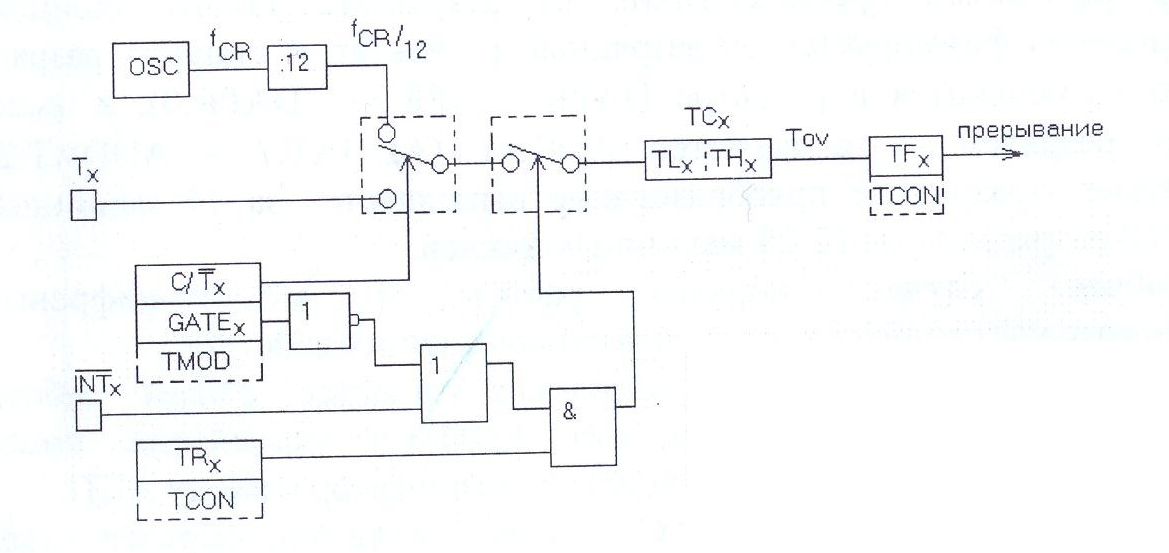 fCR
fCR/12
OSC
:12
TCx
Tx
TLx THx
Tov
TFx
прерывание
TCON
C/T̅x
GATEx
1
TMOD
I̅N̅T̅x
1
&
TRx
TCON